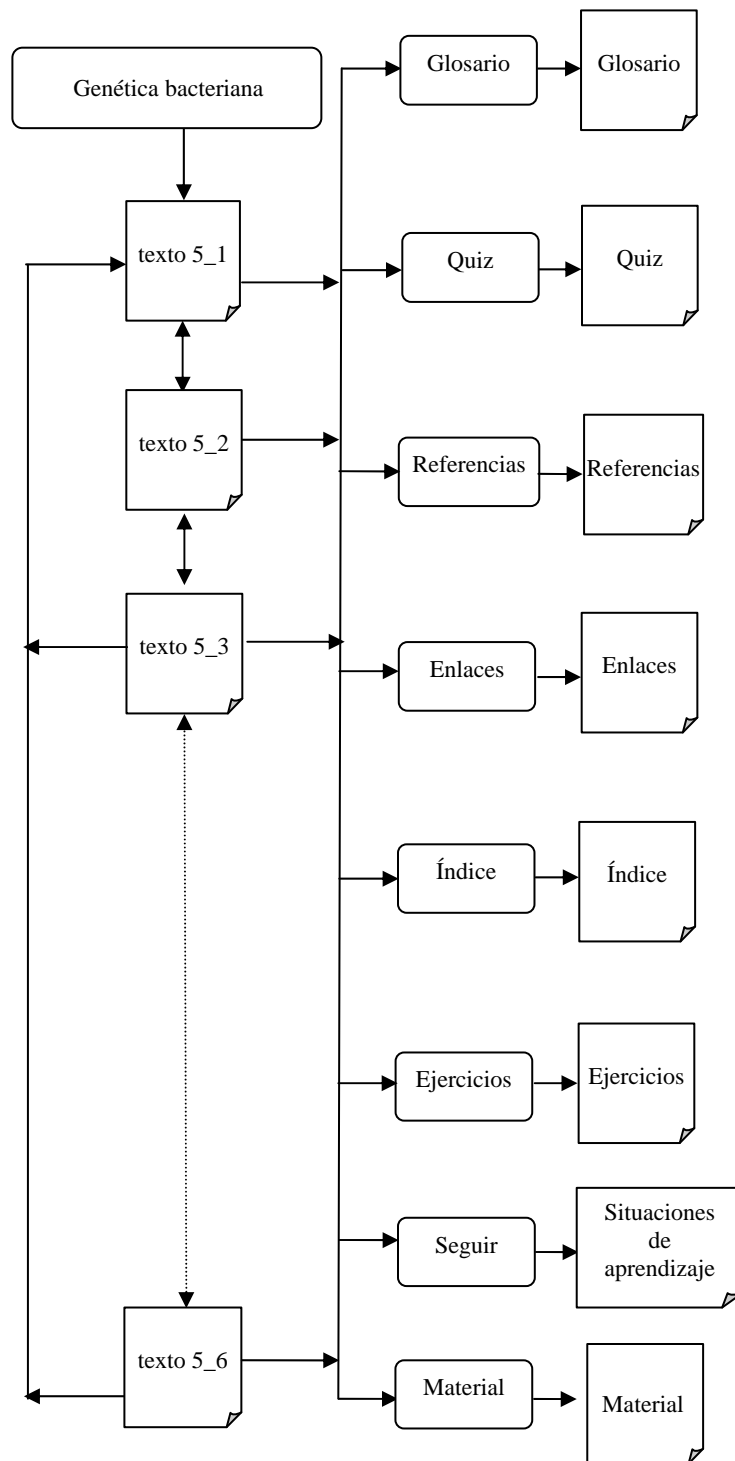 Genética bacteriana
texto 5_1
texto 5_2
texto 5_3
texto 5_6
Glosario
Glosario
Quiz
Quiz
Referencias
Referencias
Enlaces
Enlaces
Índice
Índice
Ejercicios
Ejercicios
Seguir
Situaciones
de
aprendizaje
Material
Material